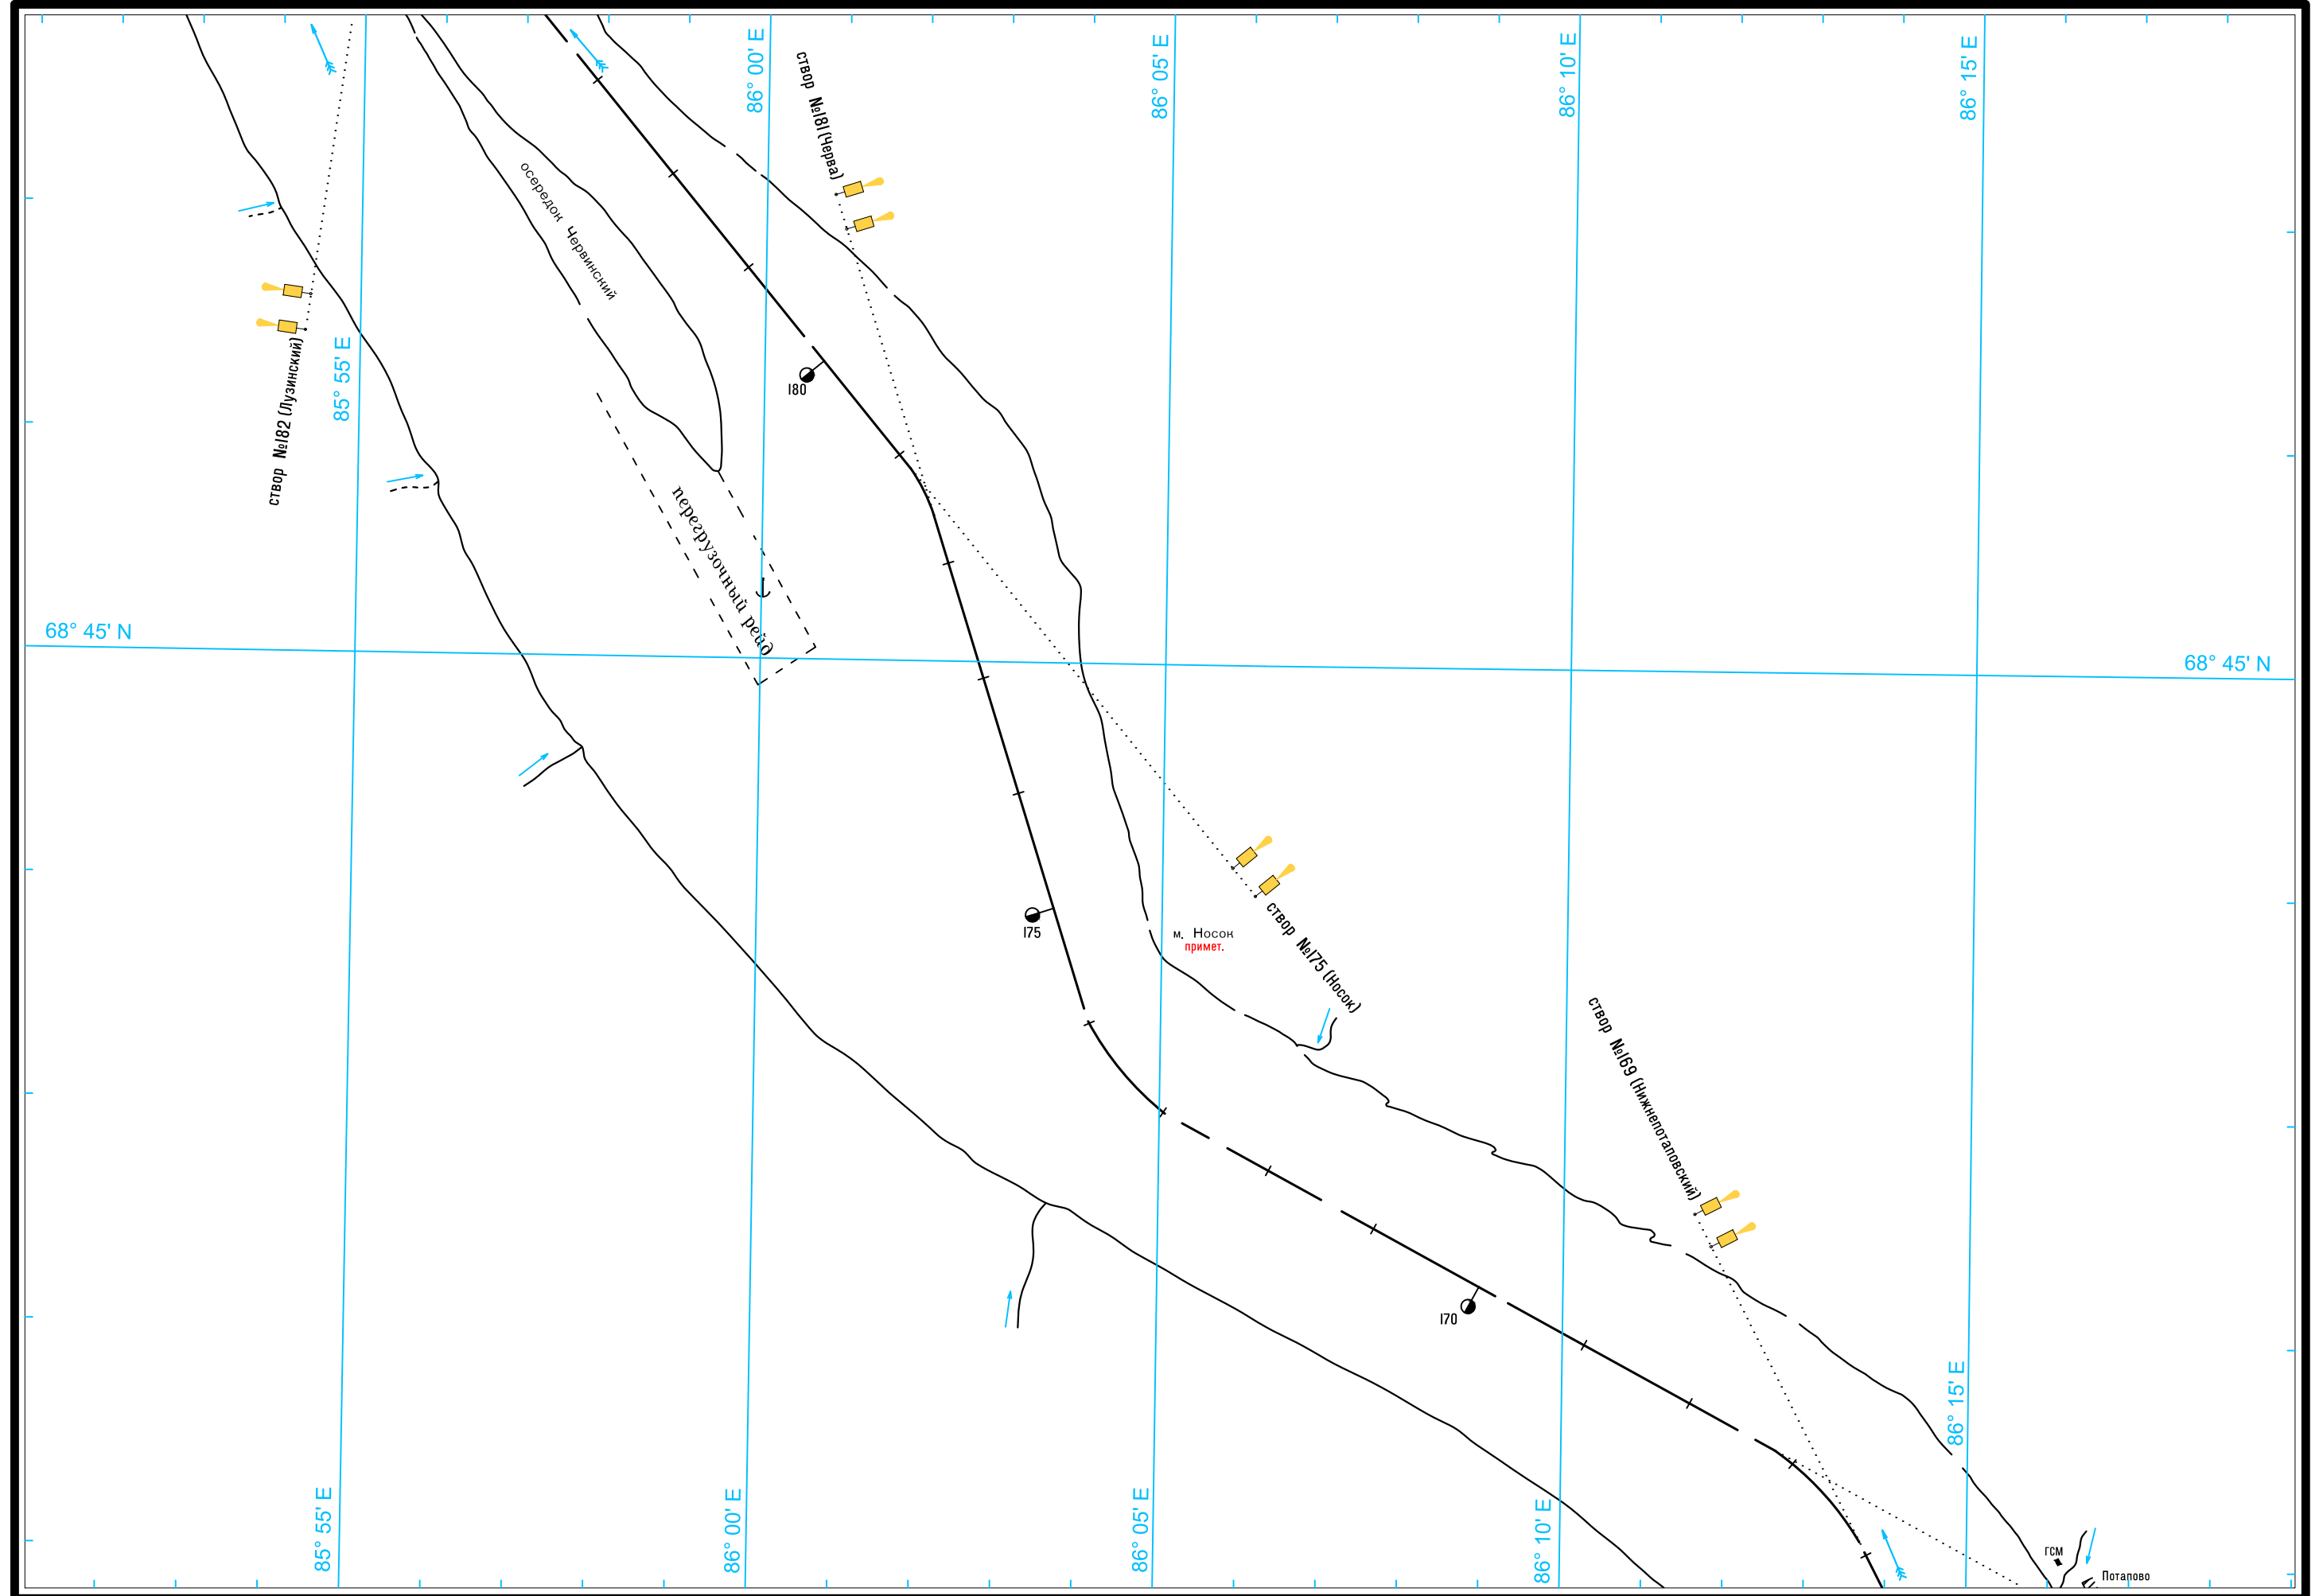 86° 00' E
86° 05' E
86° 10' E
86° 15' E
створ №181 (Черва)
осередок Червинский
85° 55' E
створ №182 (Лузинский)
180
перегрузочный рейд
68° 45' N
68° 45' N
175
м. Носок
примет.
створ №175 (Носок)
створ №169 (Нижнепотаповский)
170
86° 15' E
85° 55' E
86° 00' E
86° 05' E
86° 10' E
ГСМ
Потапово